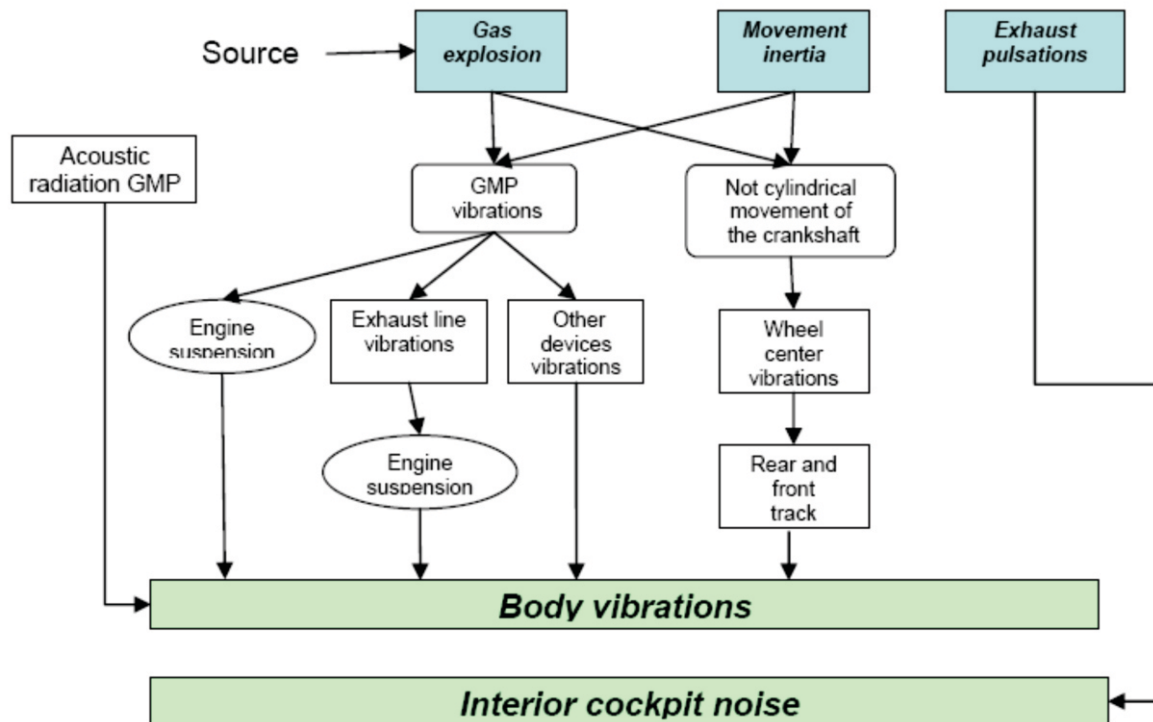 Source
Gas
explosion
Movement
inertia
Exhaust
pulsations
Acoustic
radiation GMP
GMP
vibrations
Not cylindrical
movement of
the crankshaft
Engine
suspension
Exhaust line
vibrations
Other
devices
vibrations
Wheel
center
vibrations
Engine
suspension
Rear and
front
track
Body vibrations
Interior cockpit noise